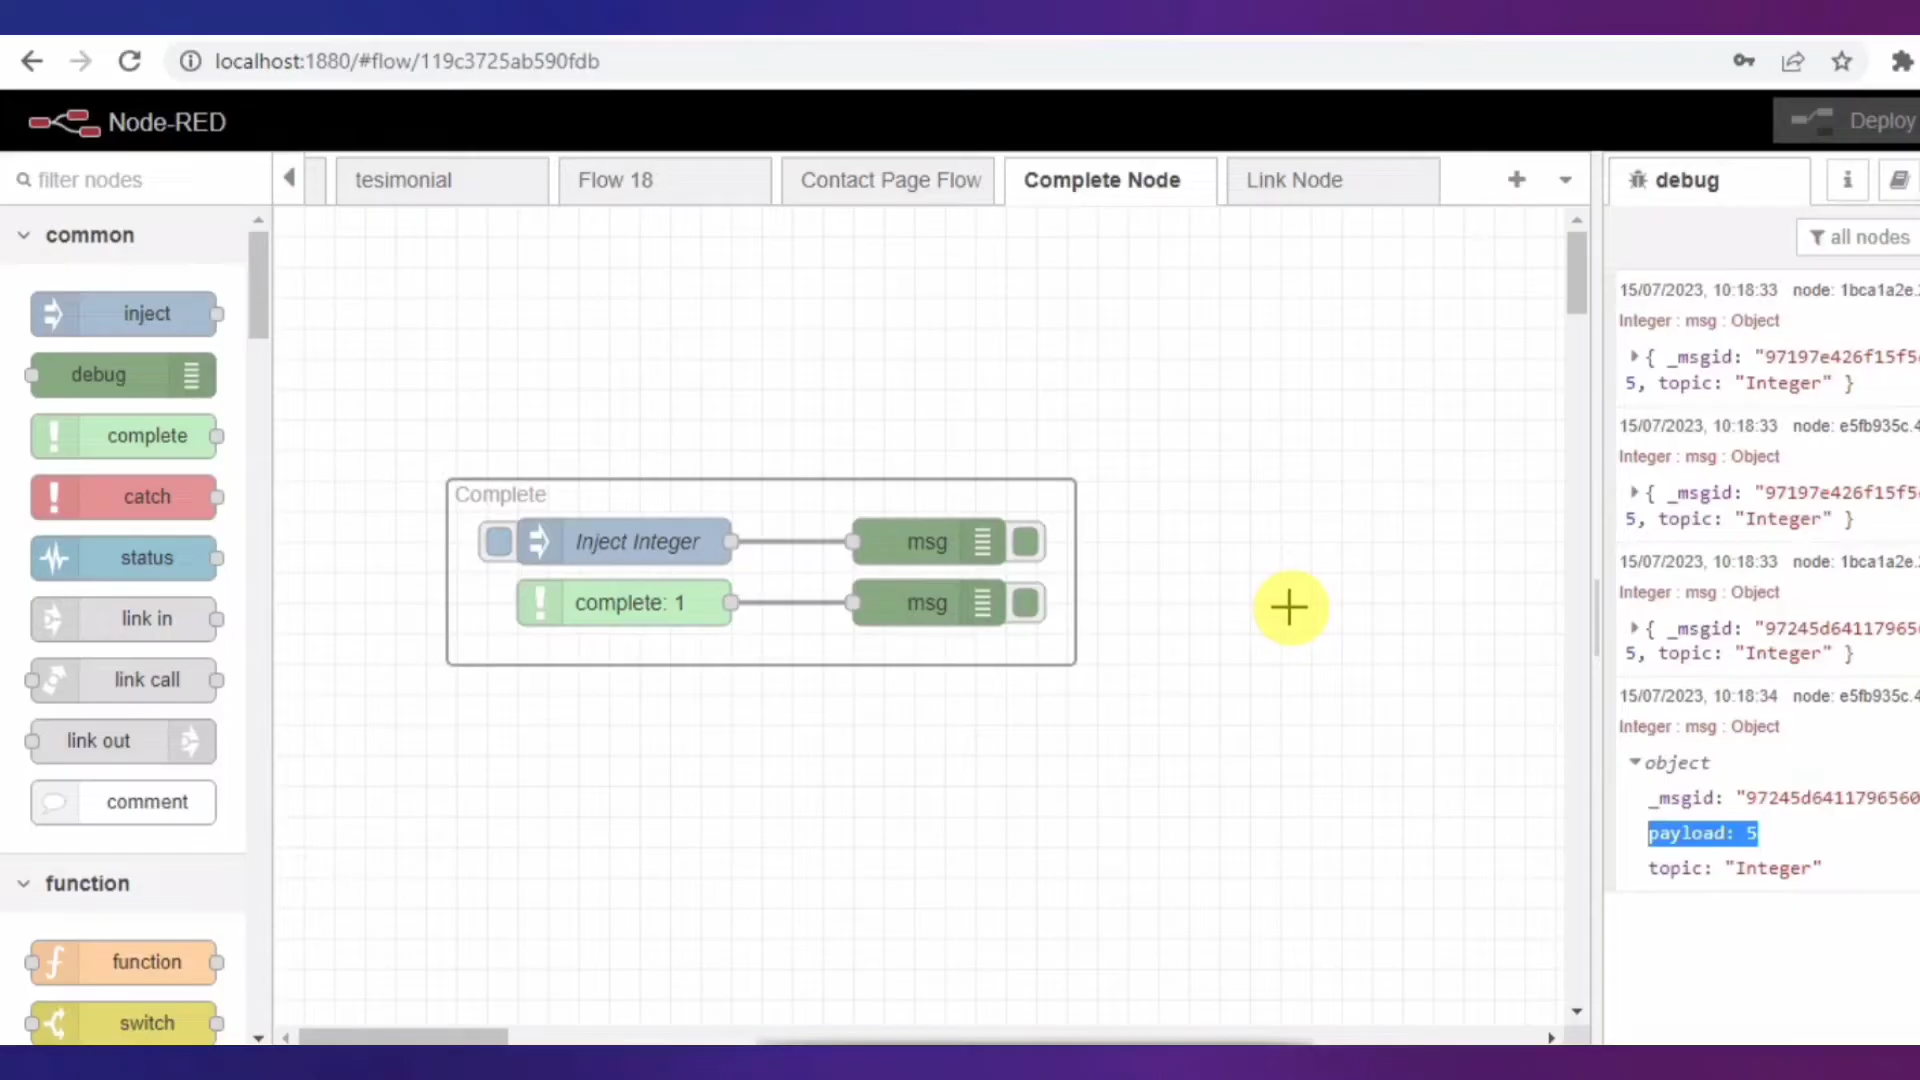 localhost:1880/#flow/119c3725ab590fdb
Node-RED
Deploy
filter nodes
tesimonial
Flow 18
Contact Page Flow
Complete Node
Link Node
debug
all nodes
common
inject
debug
complete
catch
status
link in
link call
link out
comment
function
function
switch
Complete
Inject Integer
msg
complete: 1
msg
15/07/2023, 10:18:33 node: 1bca1a2e.
Integer : msg : Object
{ _msgid: "97197e426f15f5
5, topic: "Integer" }
15/07/2023, 10:18:33 node: e5fb935c.4
Integer : msg : Object
{ _msgid: "97197e426f15f5
5, topic: "Integer" }
15/07/2023, 10:18:33 node: 1bca1a2e.
Integer : msg : Object
{ _msgid: "97245d6411796560
5, topic: "Integer" }
15/07/2023, 10:18:34 node: e5fb935c.4
Integer : msg : Object
object
_msgid: "97245d6411796560
payload: 5
topic: "Integer"